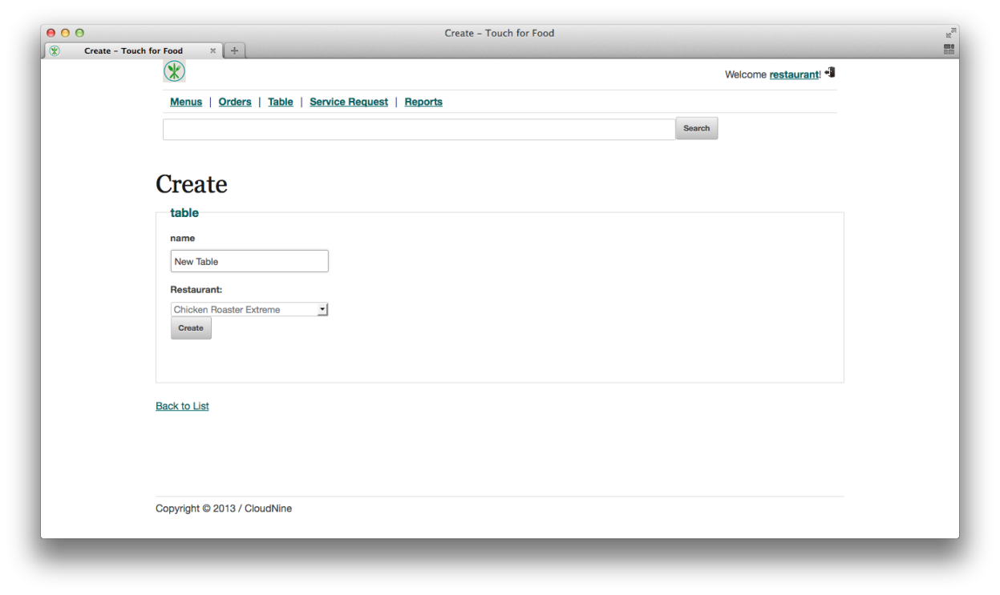 Create – Touch for Food
Create – Touch for Food
Welcome restaurant!
Menus | Orders | Table | Service Request | Reports
Search
Create
table
name
New Table
Restaurant:
Chicken Roaster Extreme
Create
Back to List
Copyright © 2013 / CloudNine